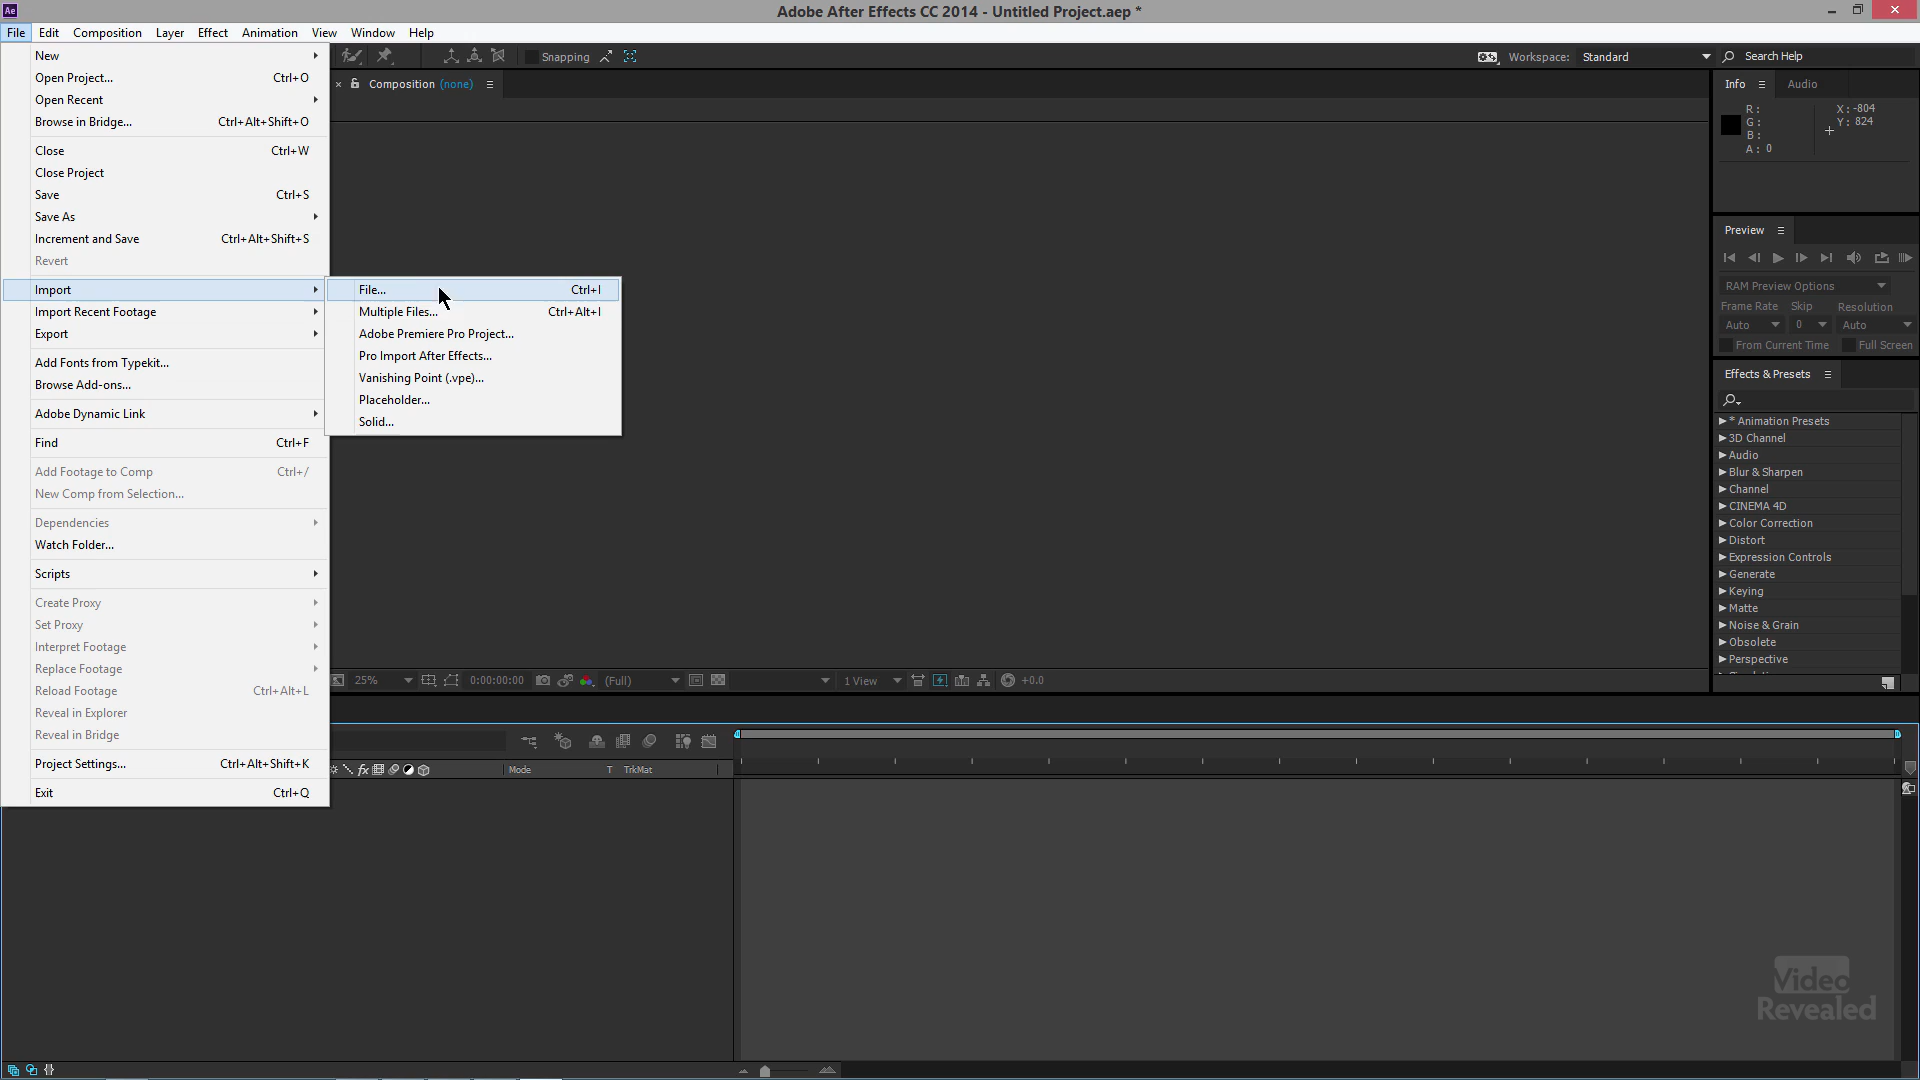 Ae
Adobe After Effects CC 2014 - Untitled Project.aep *
File Edit Composition Layer Effect Animation View Window Help
New
Open Project... Ctrl+O
Open Recent
Browse in Bridge... Ctrl+Alt+Shift+O
Close Ctrl+W
Close Project
Save Ctrl+S
Save As
Increment and Save Ctrl+Alt+Shift+S
Revert
Import
Import Recent Footage
Export
Add Fonts from Typekit...
Browse Add-ons...
Adobe Dynamic Link
Find Ctrl+F
Add Footage to Comp Ctrl+/
New Comp from Selection...
Dependencies
Watch Folder...
Scripts
Create Proxy
Set Proxy
Interpret Footage
Replace Footage
Reload Footage Ctrl+Alt+L
Reveal in Explorer
Reveal in Bridge
Project Settings... Ctrl+Alt+Shift+K
Exit Ctrl+Q
File... Ctrl+I
Multiple Files... Ctrl+Alt+I
Adobe Premiere Pro Project...
Pro Import After Effects...
Vanishing Point (.vpe)...
Placeholder...
Solid...
Snapping
Workspace: Standard
Search Help
Composition (none)
Info Audio
R: X: -804
G: Y: 824
B:
A: 0
Preview
RAM Preview Options
Frame Rate Skip Resolution
Auto 0 Auto
From Current Time Full Screen
Effects & Presets
* Animation Presets
3D Channel
Audio
Blur & Sharpen
Channel
CINEMA 4D
Color Correction
Distort
Expression Controls
Generate
Keying
Matte
Noise & Grain
Obsolete
Perspective
25% 0:00:00:00 (Full) 1 View +0.0
fx Mode T TrkMat
Video
Revealed